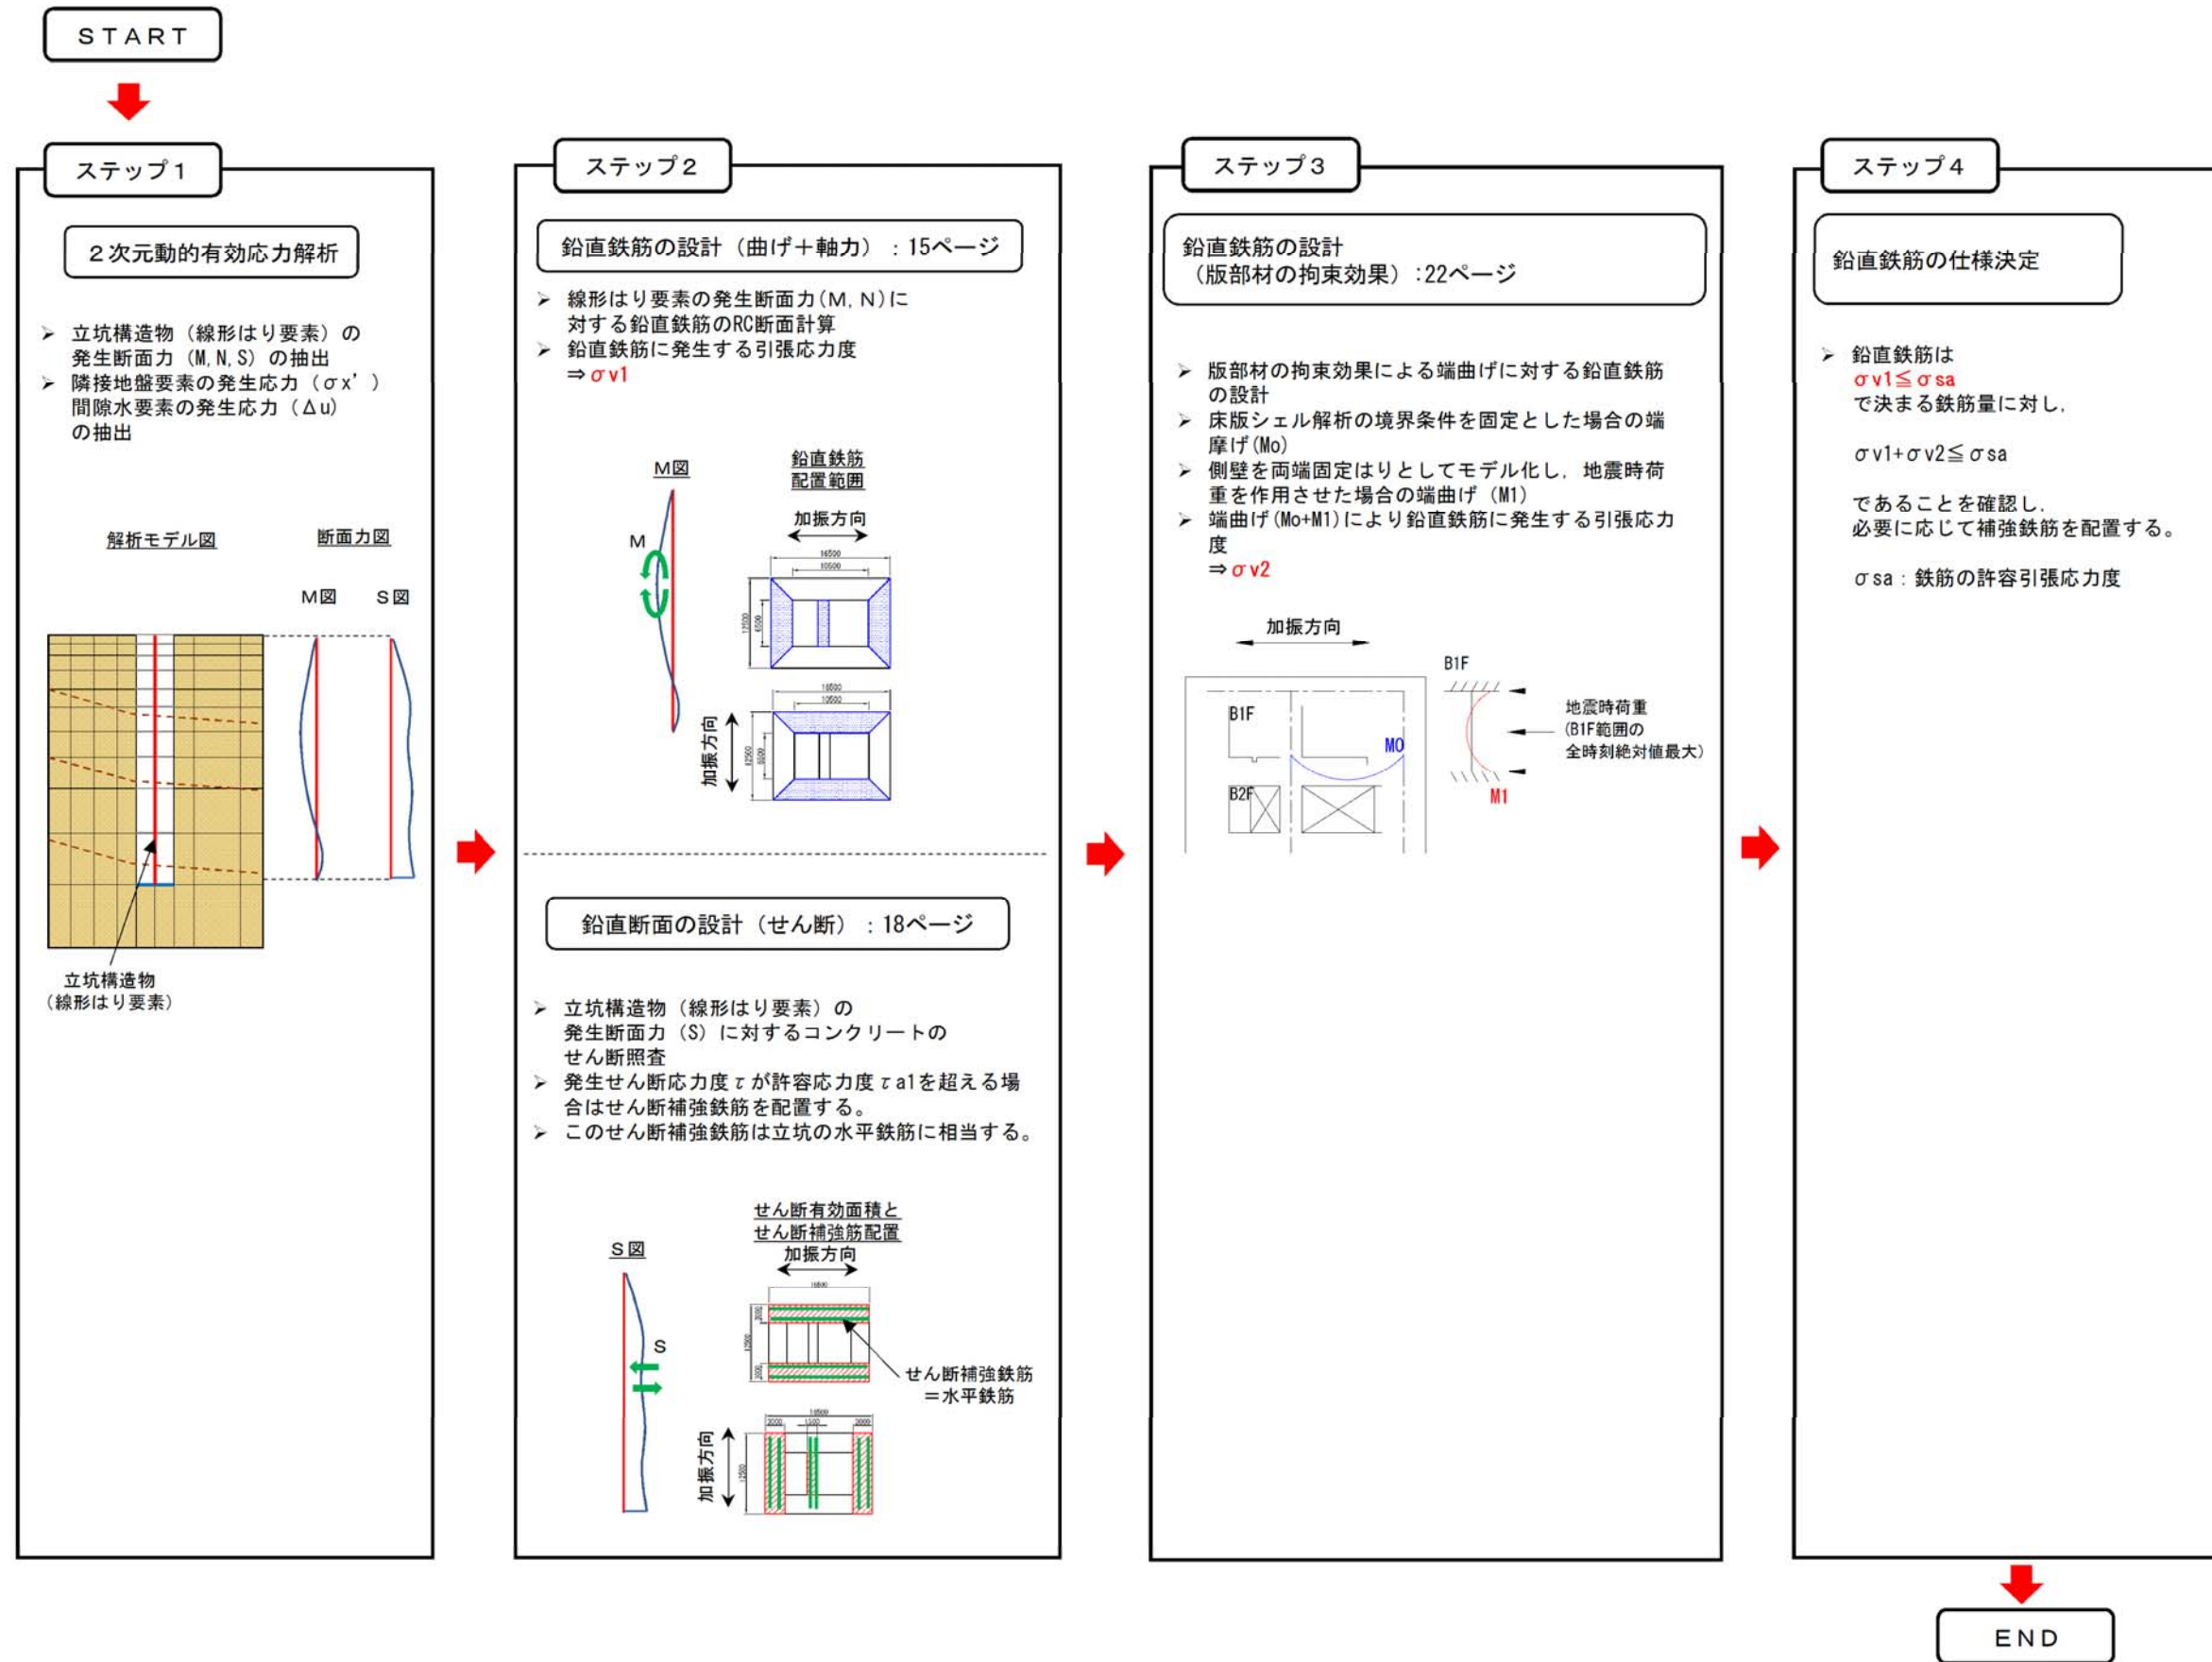 ＳＴＡＲＴ
ステップ１
２次元動的有効応力解析
➢ 立坑構造物（線形はり要素）の
発生断面力（M,N,S）の抽出
➢ 隣接地盤要素の発生応力（σx’）
間隙水要素の発生応力（Δu）
の抽出
解析モデル図
断面力図
M図
S図
立坑構造物
（線形はり要素）
ステップ２
鉛直鉄筋の設計（曲げ＋軸力）：15ページ
➢ 線形はり要素の発生断面力（M，N）に
対する鉛直鉄筋のRC断面計算
➢ 鉛直鉄筋に発生する引張応力度
⇒σv1
M図
M
鉛直鉄筋
配置範囲
加振方向
16500
10500
12500
6500
加振方向
16500
10500
12500
鉛直断面の設計（せん断）：18ページ
➢ 立坑構造物（線形はり要素）の
発生断面力（S）に対するコンクリートの
せん断照査
➢ 発生せん断応力度τが許容応力度τa1を超える場
合はせん断補強鉄筋を配置する。
➢ このせん断補強鉄筋は立坑の水平鉄筋に相当する。
S図
S
せん断有効面積と
せん断補強筋配置
加振方向
16500
3000
12500
3000
せん断補強鉄筋
＝水平鉄筋
加振方向
16500
3000
1500
3000
12500
ステップ３
鉛直鉄筋の設計
（版部材の拘束効果）：22ページ
➢ 版部材の拘束効果による端曲げに対する鉛直鉄筋
の設計
➢ 床版シェル解析の境界条件を固定とした場合の端
摩げ(Mo)
➢ 側壁を両端固定はりとしてモデル化し，地震時荷
重を作用させた場合の端曲げ（M1）
➢ 端曲げ(Mo+M1)により鉛直鉄筋に発生する引張応力
度
⇒σv2
加振方向
B1F
B1F
M0
B2F
M1
地震時荷重
（B1F範囲の
全時刻絶対値最大）
ステップ４
鉛直鉄筋の仕様決定
➢ 鉛直鉄筋は
σv1≦σsa
で決まる鉄筋量に対し，
σv1+σv2≦σsa
であることを確認し，
必要に応じて補強鉄筋を配置する。
σsa：鉄筋の許容引張応力度
ＥＮＤ